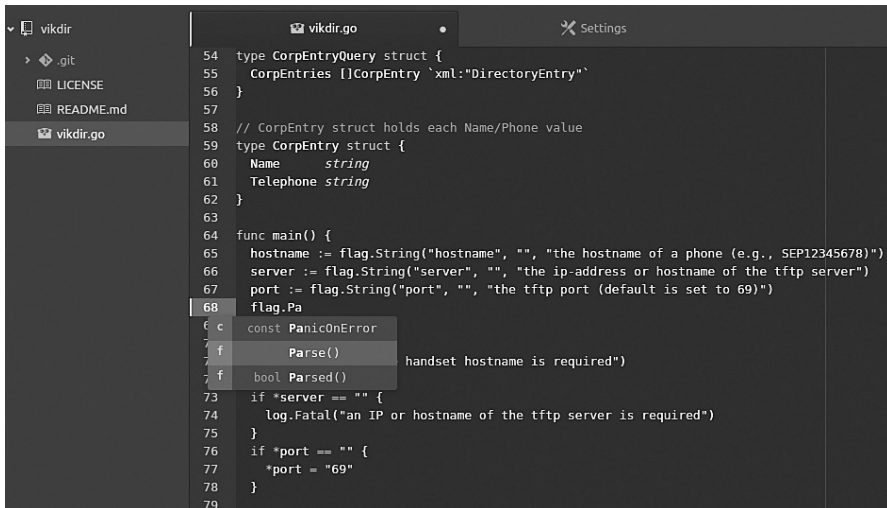 vikdir
.git
LICENSE
README.md
vikdir.go
vikdir.go
Settings
54 type CorpEntryQuery struct {
55 CorpEntries []CorpEntry `xml:"DirectoryEntry"`
56 }
57
58 // CorpEntry struct holds each Name/Phone value
59 type CorpEntry struct {
60 Name string
61 Telephone string
62 }
63
64 func main() {
65 hostname := flag.String("hostname", "", "the hostname of a phone (e.g., SEP12345678)")
66 server := flag.String("server", "", "the ip-address or hostname of the tftp server")
67 port := flag.String("port", "", "the tftp port (default is set to 69)")
68 flag.Pa
c const PanicOnError
f Parse()
handset hostname is required")
f bool Parsed()
73 if *server == "" {
74 log.Fatal("an IP or hostname of the tftp server is required")
75 }
76 if *port == "" {
77 *port = "69"
78 }
79